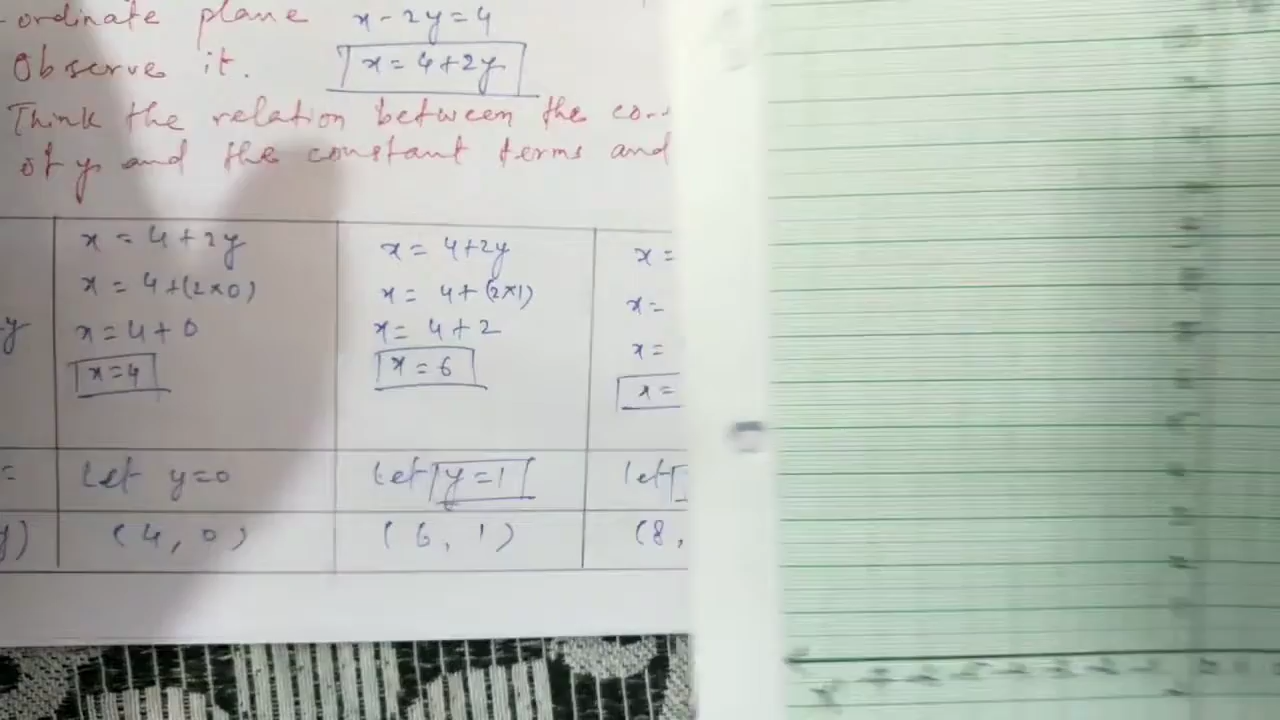 -ordinate plane x-2y=4
Observe it. x=4+2y
Think the relation between the co--
of y and the constant terms and
x=4+2y x=4+2y x=
x=4+(2×0) x=4+(2×1) x=
y x=4+0 x=4+2 x=
x=4 x=6 x=
= Let y=0 Let y=1 let
y) (4,0) (6,1) (8,